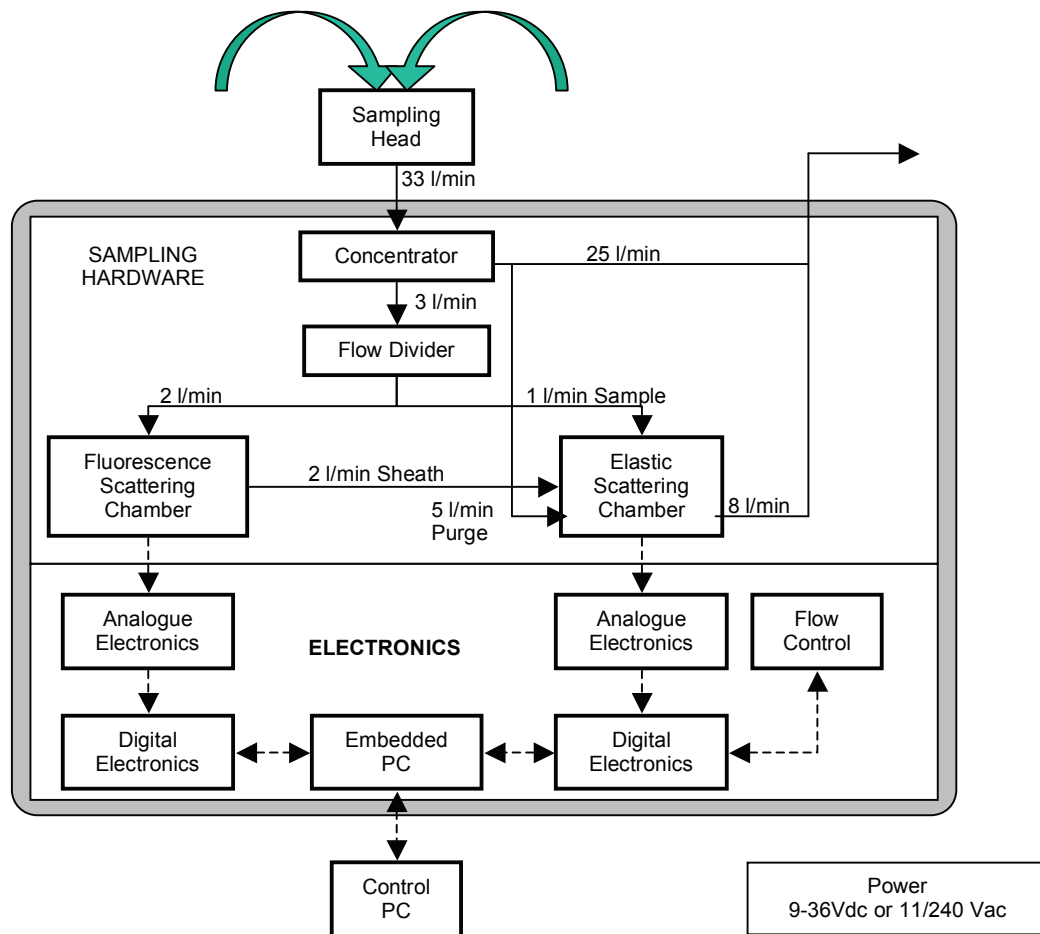 Sampling
Head
33 l/min
SAMPLING
HARDWARE
Concentrator
25 l/min
3 l/min
Flow Divider
2 l/min
1 l/min Sample
Fluorescence
Scattering
Chamber
2 l/min Sheath
5 l/min
Purge
Elastic
Scattering
Chamber
8 l/min
Analogue
Electronics
ELECTRONICS
Analogue
Electronics
Flow
Control
Digital
Electronics
Embedded
PC
Digital
Electronics
Control
PC
Power
9-36Vdc or 11/240 Vac